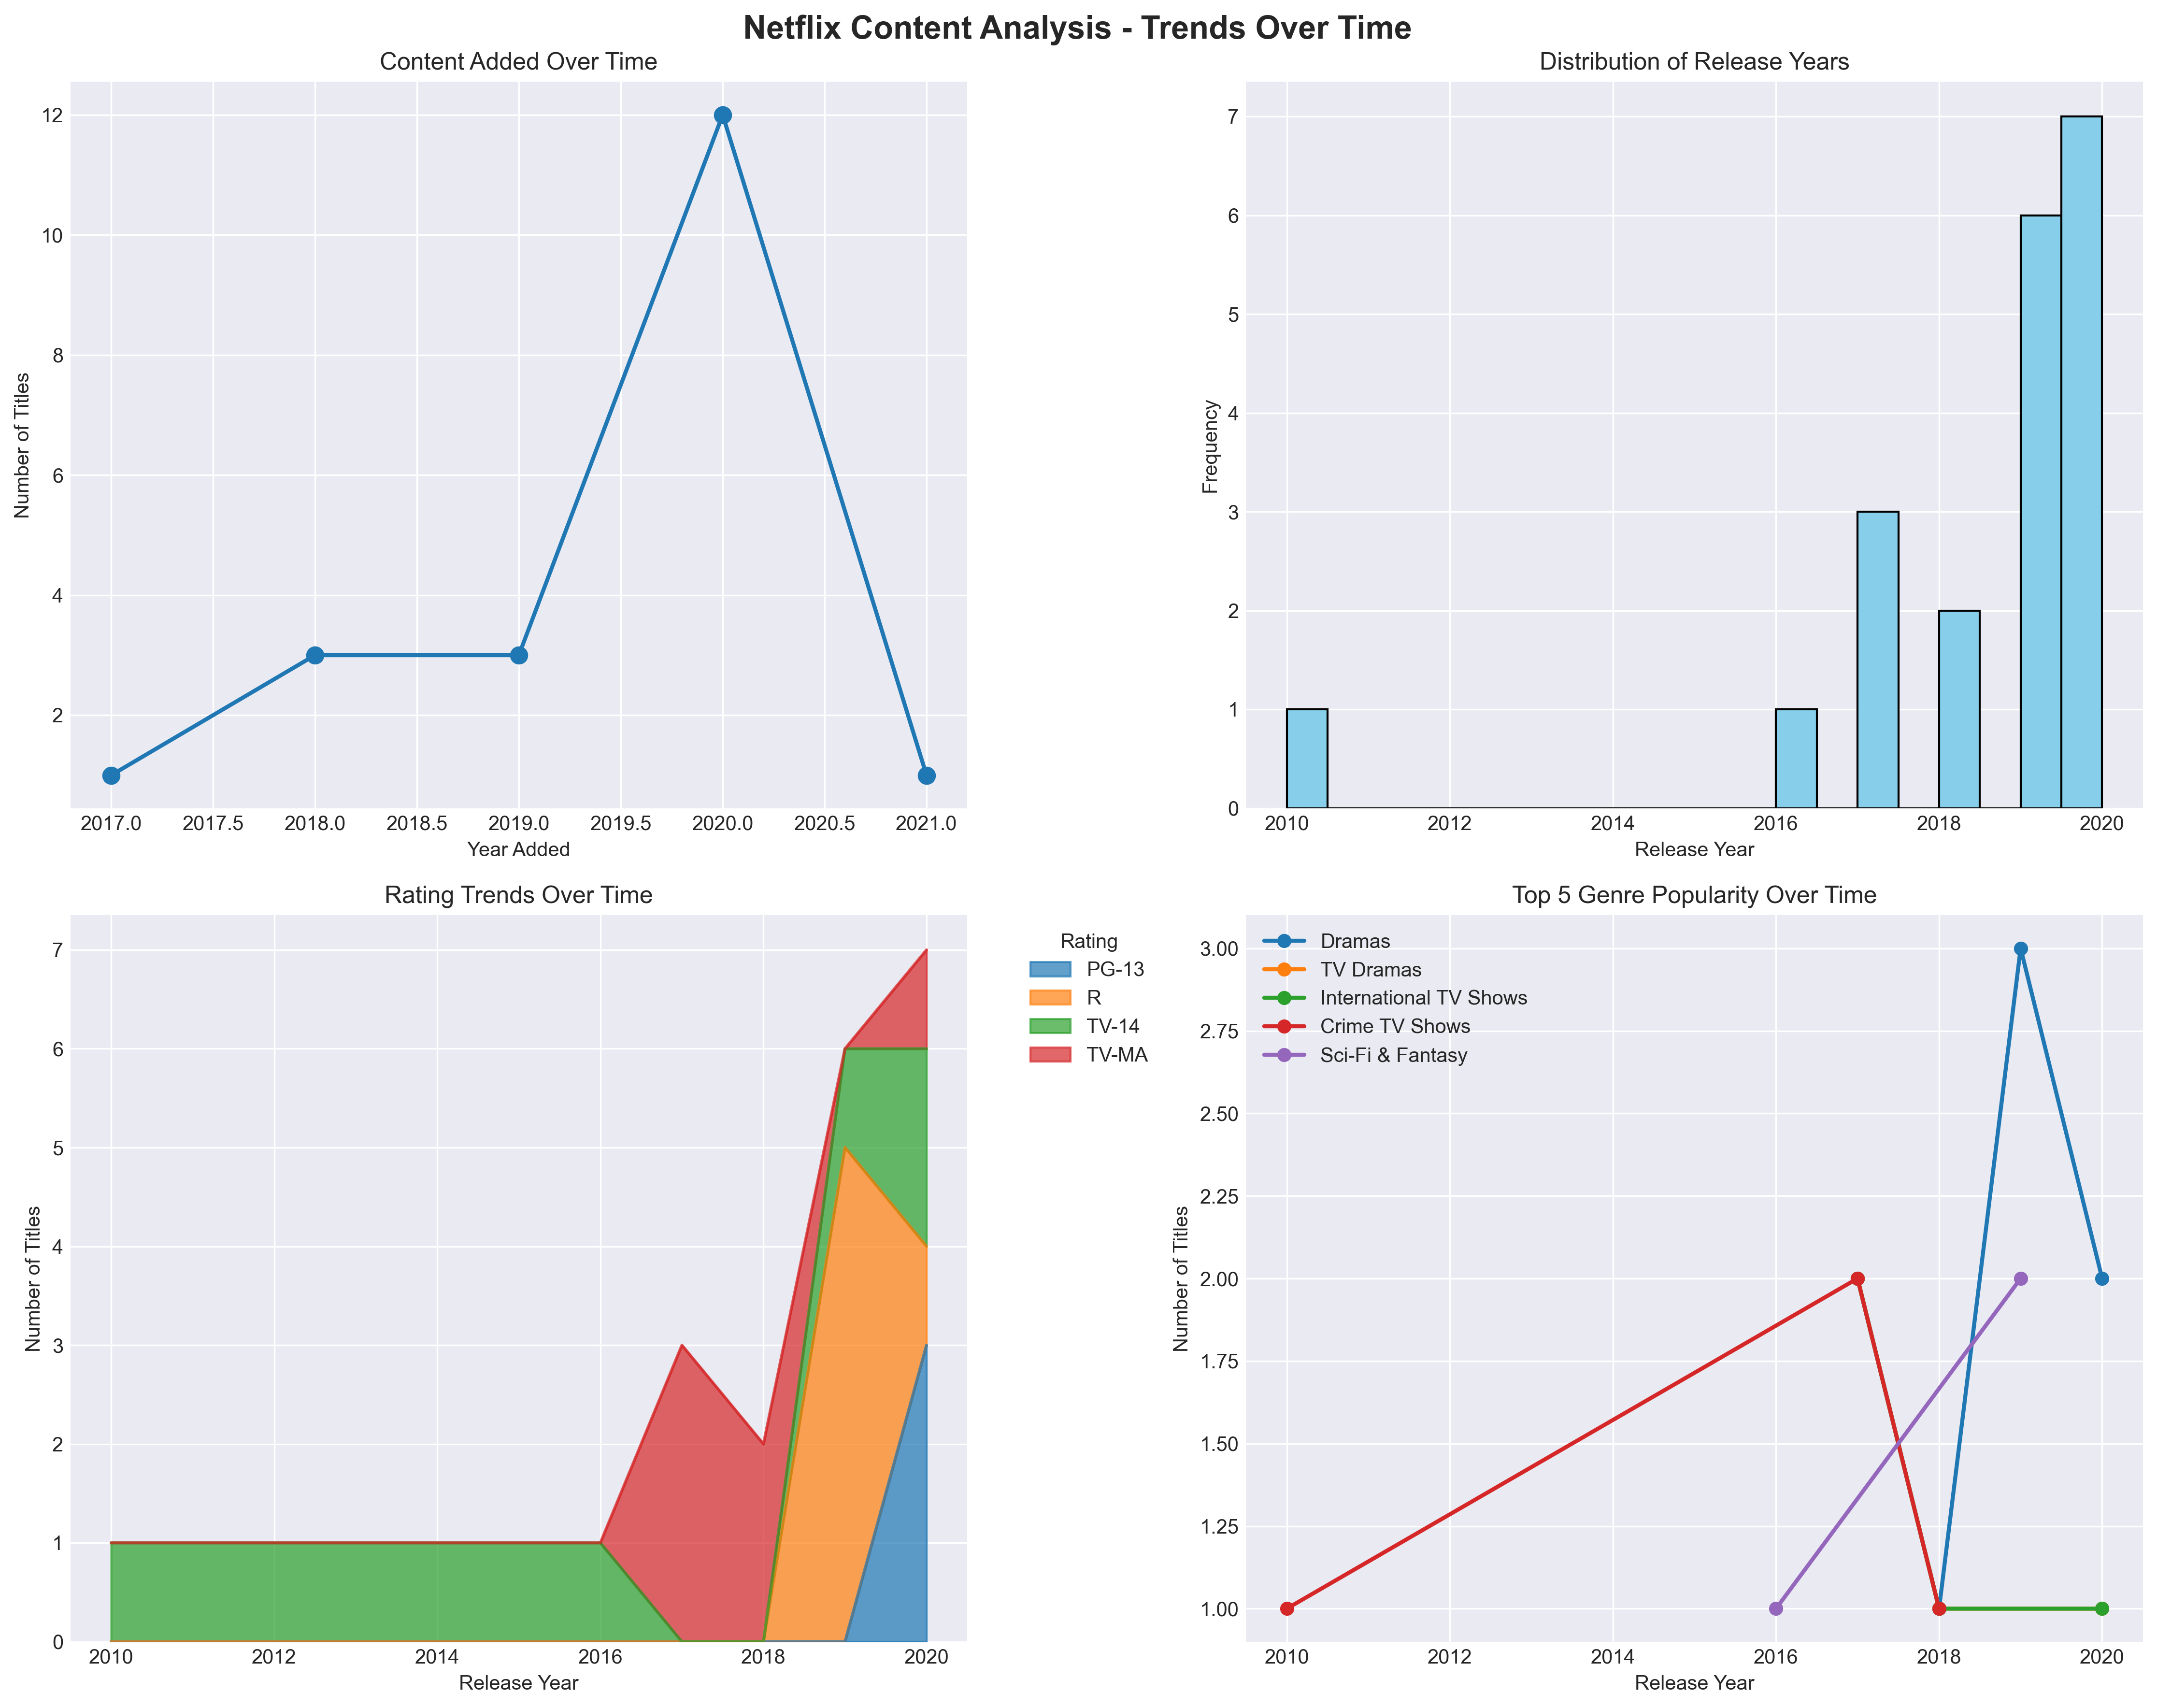 Netflix Content Analysis - Trends Over Time
Content Added Over Time
12
10
8
6
4
2
Number of Titles
2017.0 2017.5 2018.0 2018.5 2019.0 2019.5 2020.0 2020.5 2021.0
Year Added
Distribution of Release Years
7
6
5
4
3
2
1
0
Frequency
2010 2012 2014 2016 2018 2020
Release Year
Rating Trends Over Time
7
6
5
4
3
2
1
0
Number of Titles
2010 2012 2014 2016 2018 2020
Release Year
Rating
PG-13
R
TV-14
TV-MA
Top 5 Genre Popularity Over Time
Dramas
TV Dramas
International TV Shows
Crime TV Shows
Sci-Fi & Fantasy
3.00
2.75
2.50
2.25
2.00
1.75
1.50
1.25
1.00
Number of Titles
2010 2012 2014 2016 2018 2020
Release Year